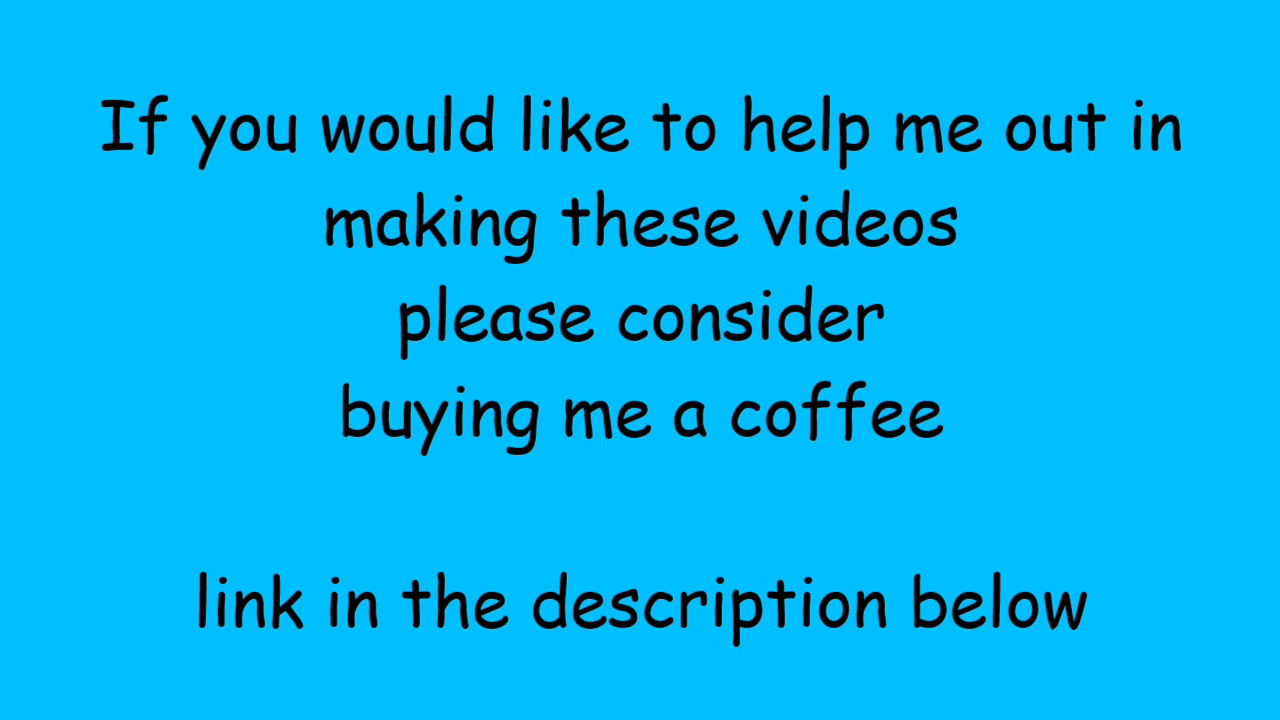 If you would like to help me out in
making these videos
please consider
buying me a coffee
link in the description below